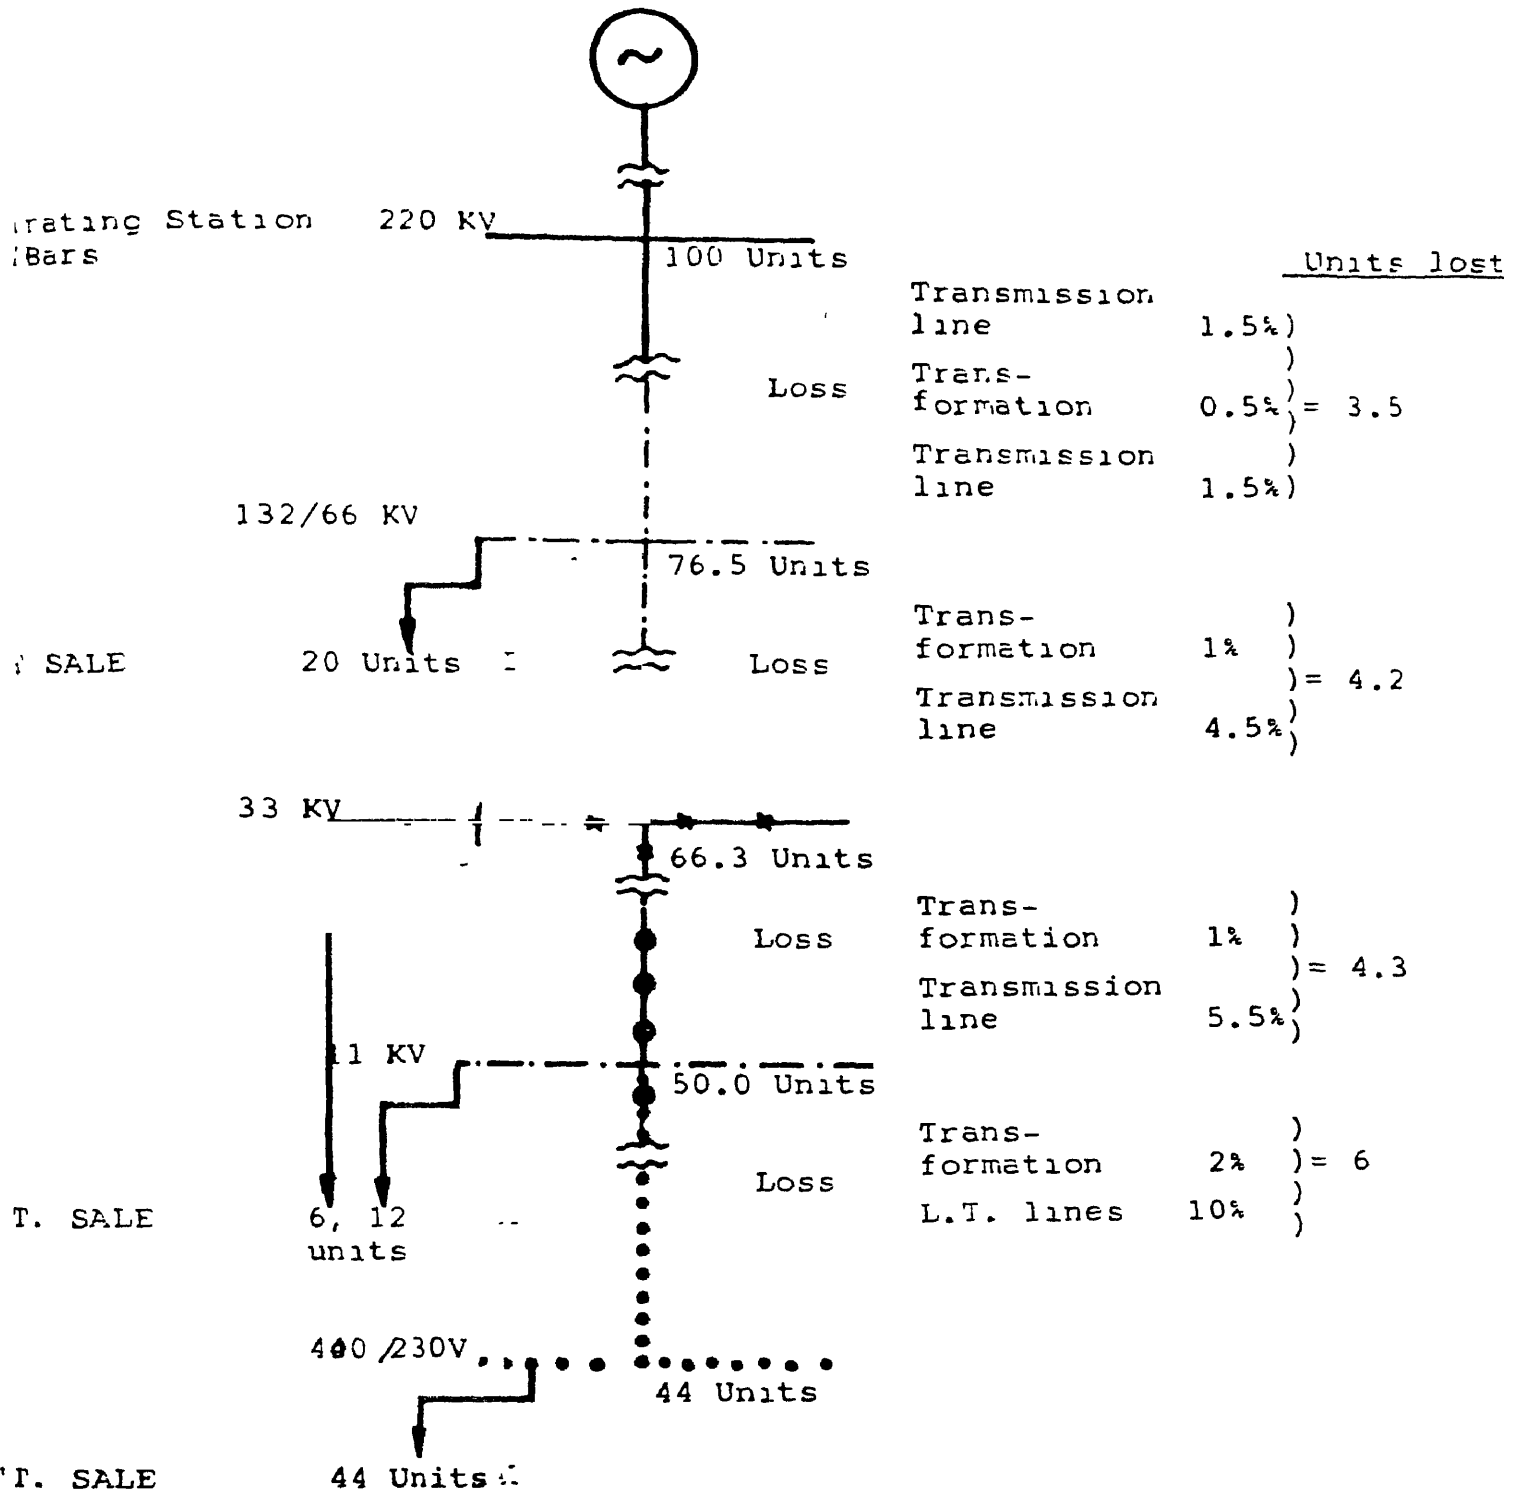 ~
Station 220 KV
Bars
100 Units
Units lost
Transmission
line 1.5%)
Loss
Trans-
formation 0.5% = 3.5
Transmission
line 1.5%)
132/66 KV
76.5 Units
SALE 20 Units
Loss
Trans-
formation 1%
= 4.2
Transmission
line 4.5%
33 KV
66.3 Units
Loss
Trans-
formation 1%
= 4.3
Transmission
line 5.5%
11 KV
50.0 Units
Loss
Trans-
formation 2% )= 6
L.T. lines 10%
T. SALE 6, 12
units
/230V
44 Units
T. SALE 44 Units